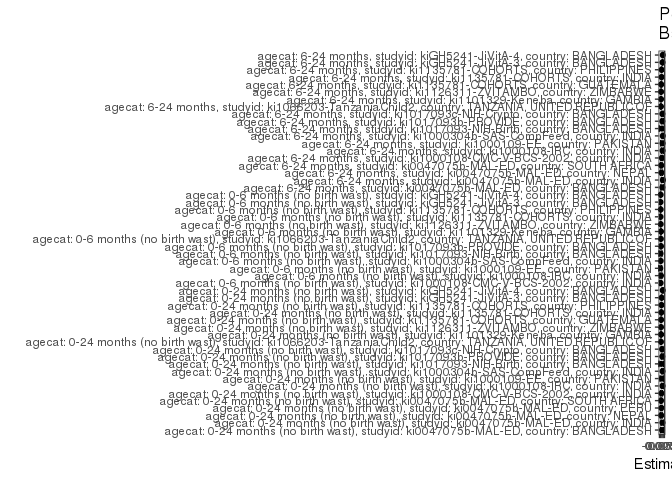 P
B
agecat: 6-24 months, studyid: kiGH5241-JiVitA-4, country: BANGLADESH
agecat: 6-24 months, studyid: kiGH5241-JiVitA-3, country: BANGLADESH
agecat: 6-24 months, studyid: ki1135781-COHORTS, country: PHILIPPINES
agecat: 6-24 months, studyid: ki1135781-COHORTS, country: INDIA
agecat: 6-24 months, studyid: ki1135781-COHORTS, country: GUATEMALA
agecat: 6-24 months, studyid: ki1126311-ZVITAMBO, country: ZIMBABWE
agecat: 6-24 months, studyid: ki1101329-Keneba, country: GAMBIA
agecat: 6-24 months, studyid: ki1066203-TanzaniaChild2, country: TANZANIA, UNITED REPUBLIC OF
agecat: 6-24 months, studyid: ki1017093c-NIH-Crypto, country: BANGLADESH
agecat: 6-24 months, studyid: ki1017093b-PROVIDE, country: BANGLADESH
agecat: 6-24 months, studyid: ki1017093-NIH-Birth, country: BANGLADESH
agecat: 6-24 months, studyid: ki1000304b-SAS-CompFeed, country: INDIA
agecat: 6-24 months, studyid: ki1000109-EE, country: PAKISTAN
agecat: 6-24 months, studyid: ki1000108-IRC, country: INDIA
agecat: 6-24 months, studyid: ki1000108-CMC-V-BCS-2002, country: INDIA
agecat: 6-24 months, studyid: ki0047075b-MAL-ED, country: SOUTH AFRICA
agecat: 6-24 months, studyid: ki0047075b-MAL-ED, country: NEPAL
agecat: 6-24 months, studyid: ki0047075b-MAL-ED, country: INDIA
agecat: 6-24 months, studyid: ki0047075b-MAL-ED, country: BANGLADESH
agecat: 0-6 months (no birth wast), studyid: kiGH5241-JiVitA-4, country: BANGLADESH
agecat: 0-6 months (no birth wast), studyid: kiGH5241-JiVitA-3, country: BANGLADESH
agecat: 0-6 months (no birth wast), studyid: ki1135781-COHORTS, country: PHILIPPINES
agecat: 0-6 months (no birth wast), studyid: ki1135781-COHORTS, country: INDIA
agecat: 0-6 months (no birth wast), studyid: ki1126311-ZVITAMBO, country: ZIMBABWE
agecat: 0-6 months (no birth wast), studyid: ki1101329-Keneba, country: GAMBIA
agecat: 0-6 months (no birth wast), studyid: ki1066203-TanzaniaChild2, country: TANZANIA, UNITED REPUBLIC OF
agecat: 0-6 months (no birth wast), studyid: ki1017093b-PROVIDE, country: BANGLADESH
agecat: 0-6 months (no birth wast), studyid: ki1017093-NIH-Birth, country: BANGLADESH
agecat: 0-6 months (no birth wast), studyid: ki1000304b-SAS-CompFeed, country: INDIA
agecat: 0-6 months (no birth wast), studyid: ki1000109-EE, country: PAKISTAN
agecat: 0-6 months (no birth wast), studyid: ki1000108-IRC, country: INDIA
agecat: 0-6 months (no birth wast), studyid: ki1000108-CMC-V-BCS-2002, country: INDIA
agecat: 0-24 months (no birth wast), studyid: kiGH5241-JiVitA-4, country: BANGLADESH
agecat: 0-24 months (no birth wast), studyid: kiGH5241-JiVitA-3, country: BANGLADESH
agecat: 0-24 months (no birth wast), studyid: ki1135781-COHORTS, country: PHILIPPINES
agecat: 0-24 months (no birth wast), studyid: ki1135781-COHORTS, country: INDIA
agecat: 0-24 months (no birth wast), studyid: ki1135781-COHORTS, country: GUATEMALA
agecat: 0-24 months (no birth wast), studyid: ki1126311-ZVITAMBO, country: ZIMBABWE
agecat: 0-24 months (no birth wast), studyid: ki1101329-Keneba, country: GAMBIA
agecat: 0-24 months (no birth wast), studyid: ki1066203-TanzaniaChild2, country: TANZANIA, UNITED REPUBLIC OF
agecat: 0-24 months (no birth wast), studyid: ki1017093c-NIH-Crypto, country: BANGLADESH
agecat: 0-24 months (no birth wast), studyid: ki1017093b-PROVIDE, country: BANGLADESH
agecat: 0-24 months (no birth wast), studyid: ki1017093-NIH-Birth, country: BANGLADESH
agecat: 0-24 months (no birth wast), studyid: ki1000304b-SAS-CompFeed, country: INDIA
agecat: 0-24 months (no birth wast), studyid: ki1000109-EE, country: PAKISTAN
agecat: 0-24 months (no birth wast), studyid: ki1000108-IRC, country: INDIA
agecat: 0-24 months (no birth wast), studyid: ki1000108-CMC-V-BCS-2002, country: INDIA
agecat: 0-24 months (no birth wast), studyid: ki0047075b-MAL-ED, country: SOUTH AFRICA
agecat: 0-24 months (no birth wast), studyid: ki0047075b-MAL-ED, country: PERU
agecat: 0-24 months (no birth wast), studyid: ki0047075b-MAL-ED, country: NEPAL
agecat: 0-24 months (no birth wast), studyid: ki0047075b-MAL-ED, country: INDIA
agecat: 0-24 months (no birth wast), studyid: ki0047075b-MAL-ED, country: BANGLADESH
Estima